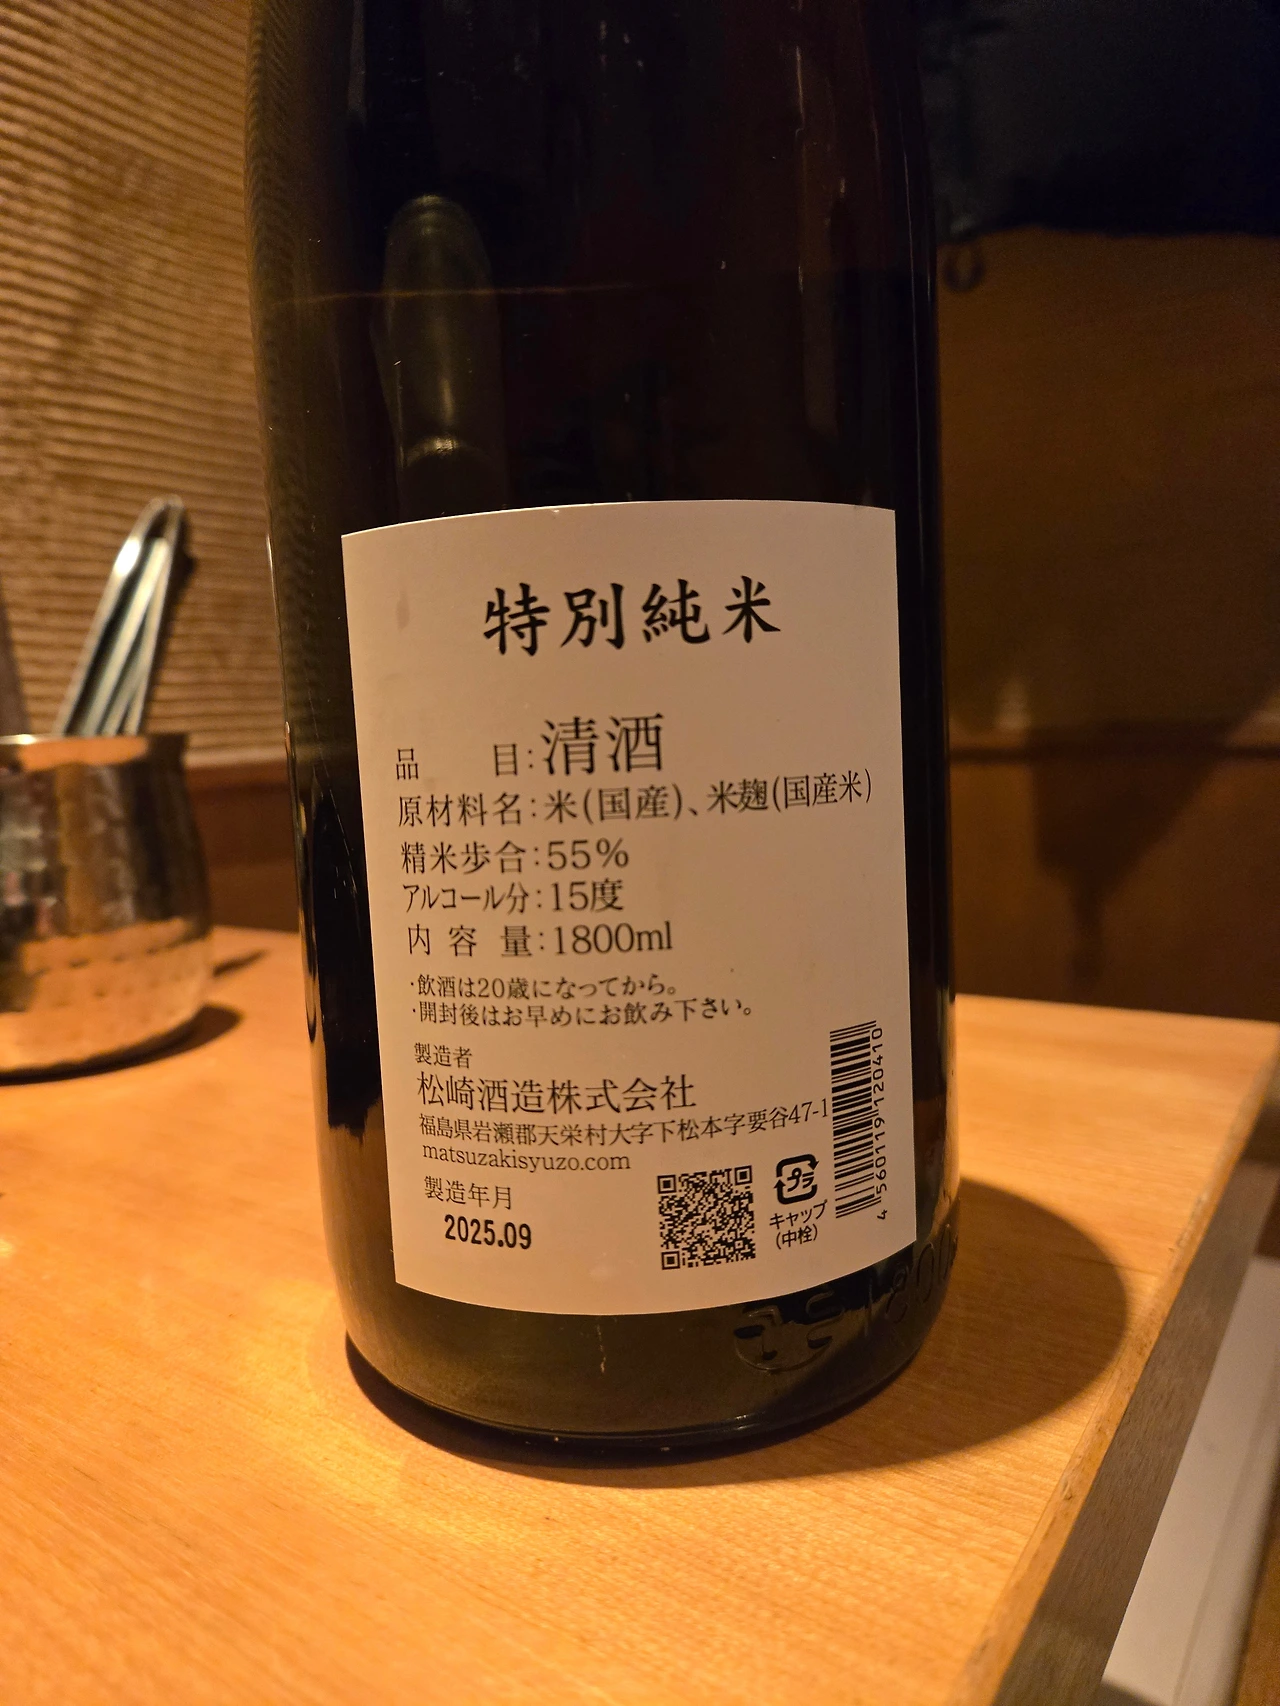 特別純米
品目:清酒
原材料名:米(国産)、米麹(国産米)
精米歩合:55%
アルコール分:15度
内容量:1800ml
・飲酒は20歳になってから。
・開封後はお早めにお飲み下さい。
製造者
松崎酒造株式会社
福島県岩瀬郡天栄村大字下松本字要谷47-1
matsuzakisyuzo.com
製造年月
2025.09
プラ
キャップ
(中栓)
4 560119 120410